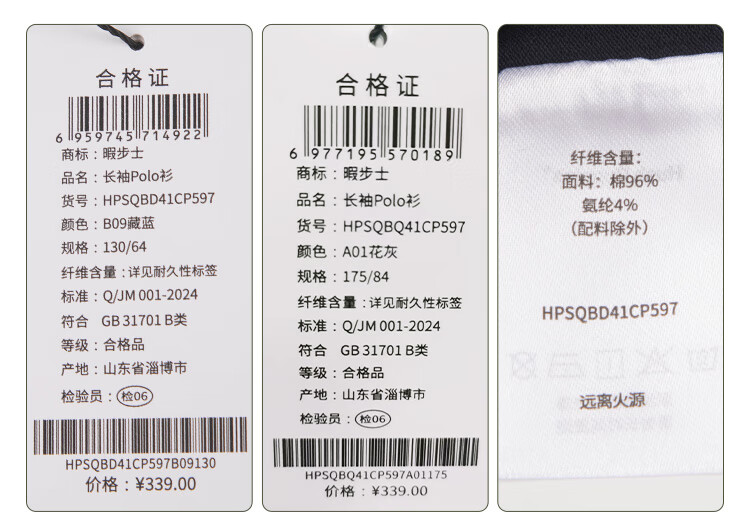 合格证
6 959745 714922
商标：暇步士
品名：长袖Polo衫
货号：HPSQBD41CP597
颜色：B09藏蓝
规格：130/64
纤维含量：详见耐久性标签
标准：Q/JM 001-2024
符合 GB 31701 B类
等级：合格品
产地：山东省淄博市
检验员：检06
HPSQBD41CP597B09130
价格：¥339.00
合格证
6 977195 570189
商标：暇步士
品名：长袖Polo衫
货号：HPSQBQ41CP597
颜色：A01花灰
规格：175/84
纤维含量：详见耐久性标签
标准：Q/JM 001-2024
符合 GB 31701 B类
等级：合格品
产地：山东省淄博市
检验员：检06
HPSQBQ41CP597A01175
价格：¥339.00
纤维含量：
面料：棉96%
氨纶4%
（配料除外）
HPSQBD41CP597
远离火源